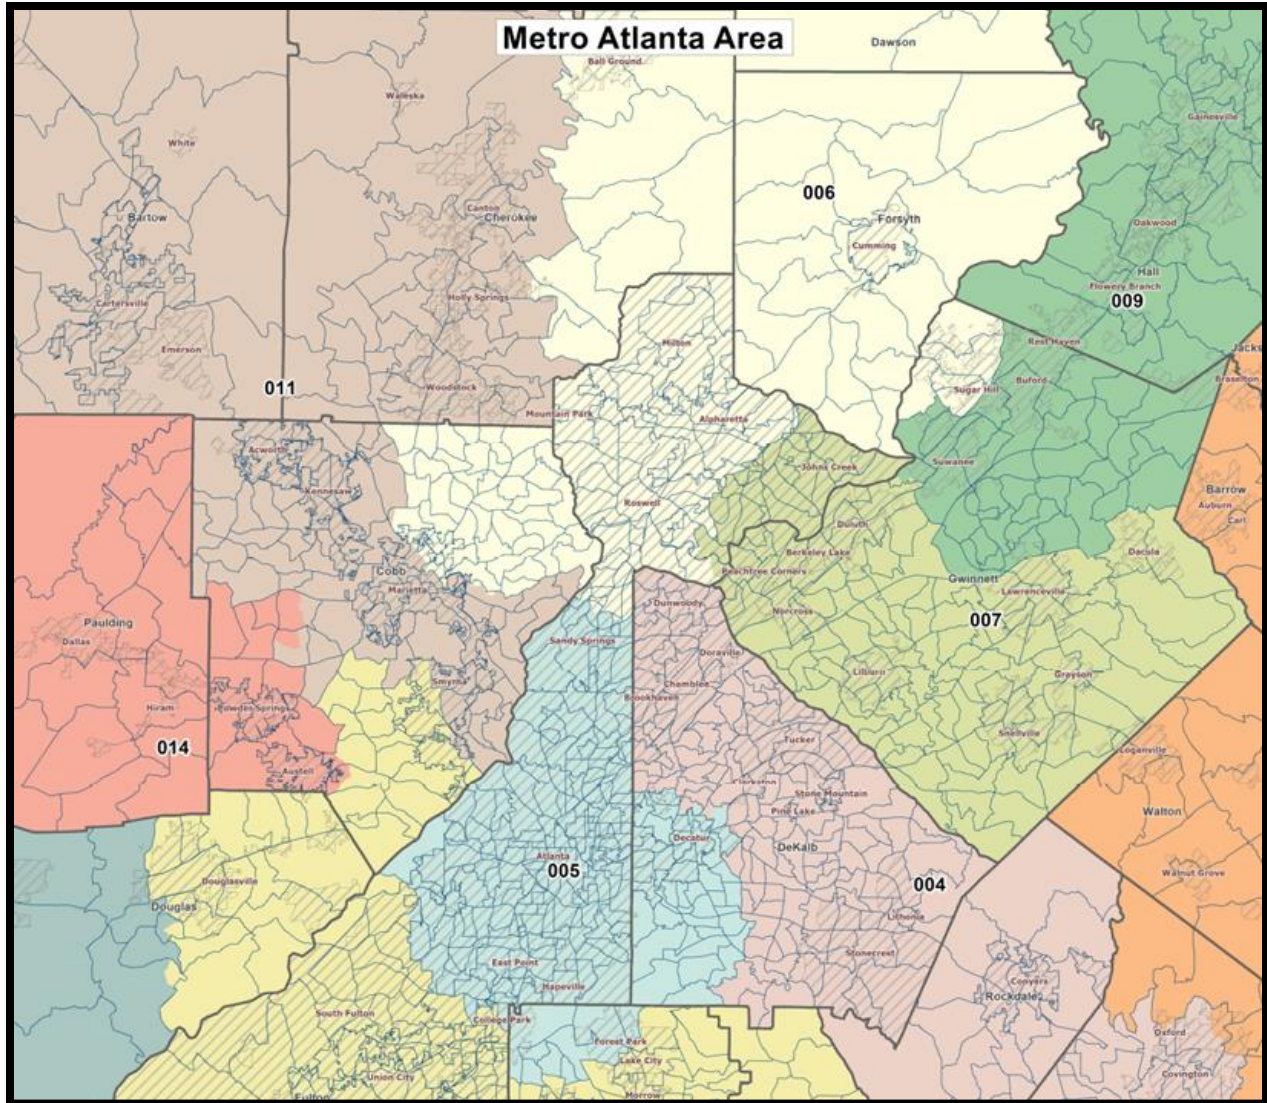 Metro Atlanta Area
Dawson
Ball Ground
Waleska
Gainesville
White
006
Canton
Cherokee
Bartow
Forsyth
Oakwood
Cumming
Hall
Flowery Branch
009
Holly Springs
Cartersville
Milton
Rest Haven
Emerson
Jacks
Buford
Braselton
011
Woodstock
Sugar Hill
Mountain Park
Alpharetta
Acworth
Johns Creek
Suwanee
Kennesaw
Barrow
Roswell
Auburn
Carl
Duluth
Berkeley Lake
Dacula
Cobb
Peachtree Corners
Gwinnett
Marietta
Lawrenceville
Dunwoody
Norcross
Paulding
007
Dallas
Sandy Springs
Doraville
Lilburn
Grayson
Smyrna
Chamblee
Brookhaven
Hiram
Powder Springs
Snellville
014
Tucker
Loganville
Austell
Clarkston
Stone Mountain
Pine Lake
Walton
Decatur
DeKalb
Atlanta
005
Walnut Grove
Douglasville
004
Douglas
Lithonia
Stonecrest
East Point
Conyers
Hapeville
Rockdale
South Fulton
College Park
Oxford
Forest Park
Lake City
Union City
Covington
Morrow
Fulton